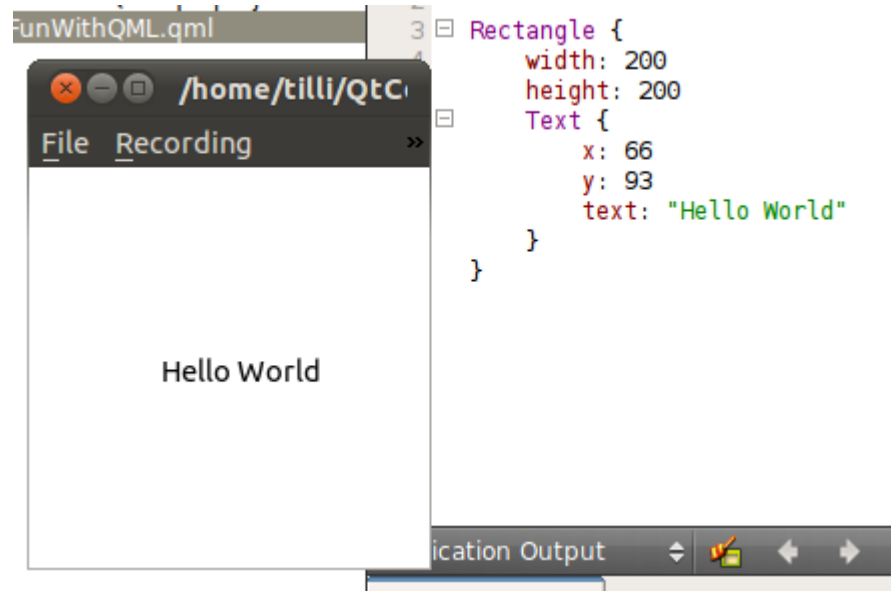 FunWithQML.qml
/home/tilli/QtC
File Recording »
Hello World
3 Rectangle {
width: 200
height: 200
Text {
x: 66
y: 93
text: "Hello World"
}
}
ication Output